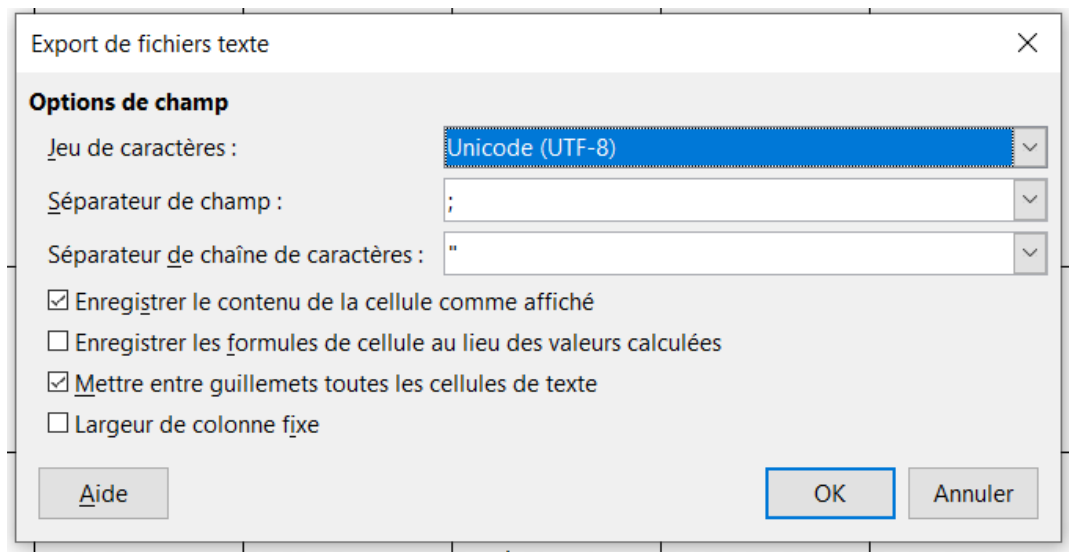 Export de fichiers texte
Options de champ
Jeu de caractères :
Unicode (UTF-8)
Séparateur de champ :
;
Séparateur de chaîne de caractères :
"
Enregistrer le contenu de la cellule comme affiché
Enregistrer les formules de cellule au lieu des valeurs calculées
Mettre entre guillemets toutes les cellules de texte
Largeur de colonne fixe
Aide
OK
Annuler